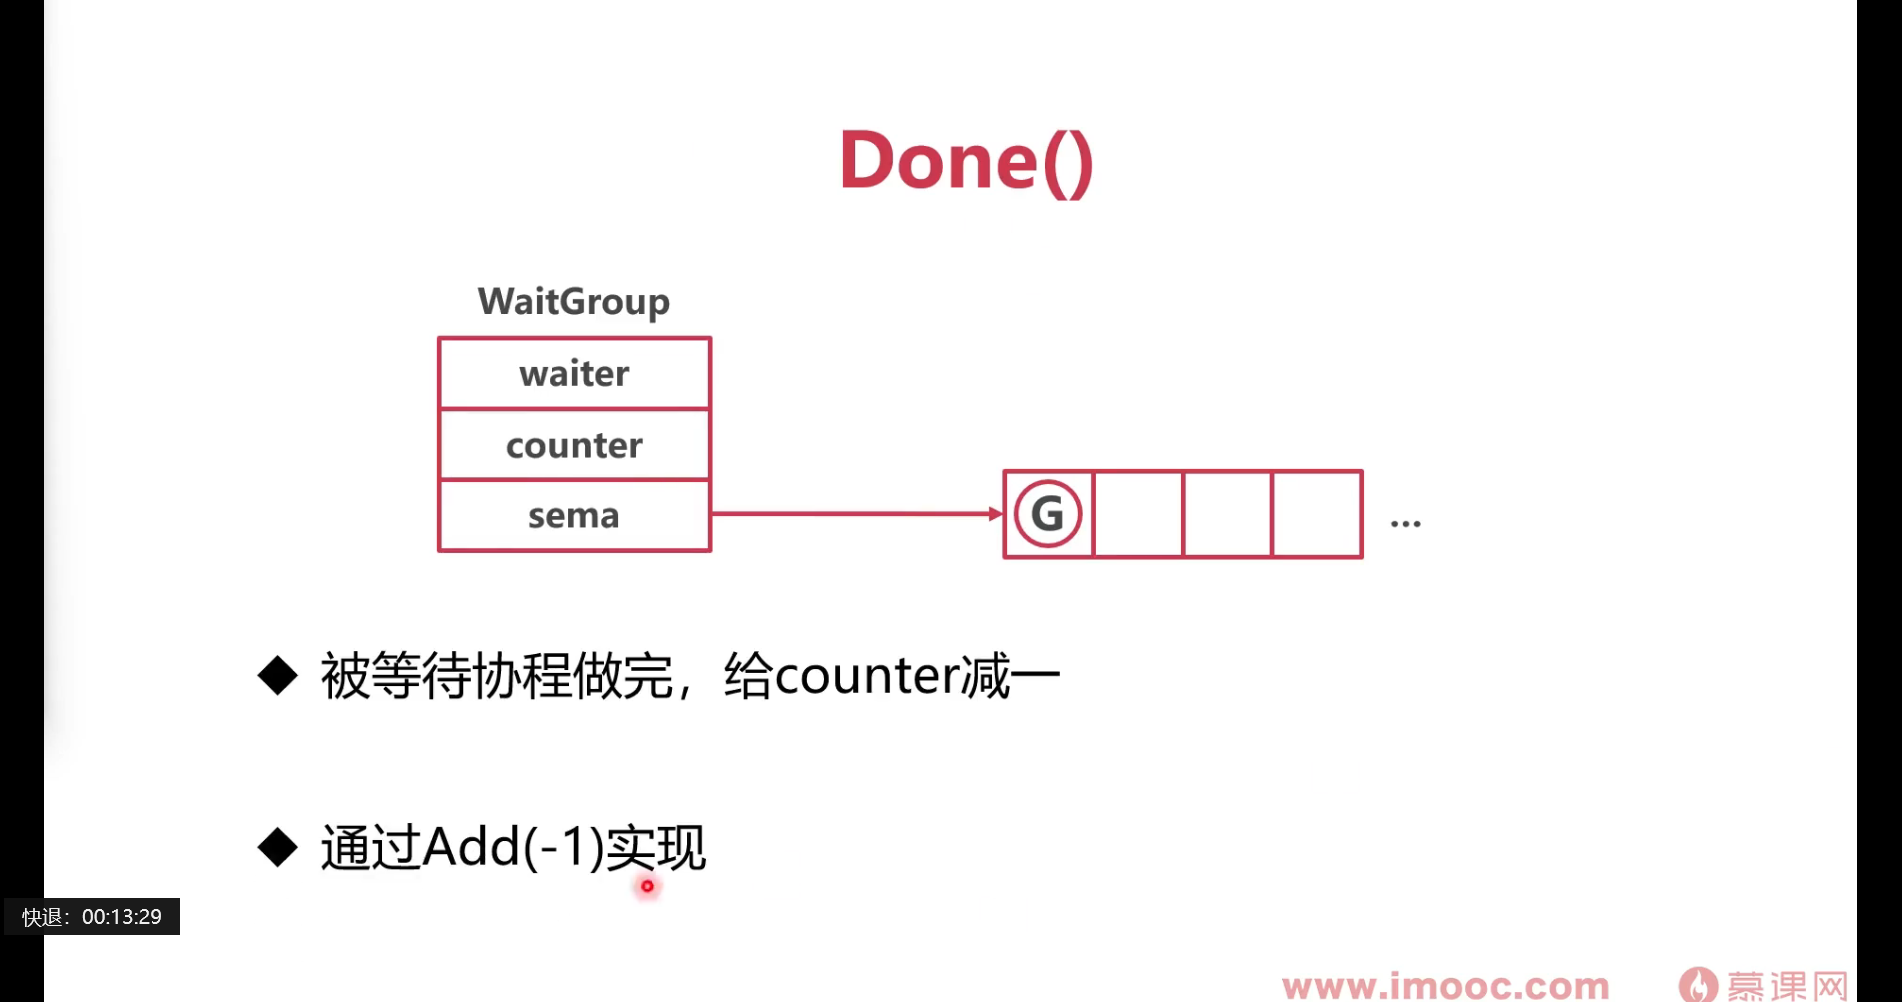 Done()
WaitGroup
waiter
counter
sema
G
...
◆ 被等待协程做完，给counter减一
◆ 通过Add(-1)实现
快退：00:13:29
www.imooc.com 慕课网